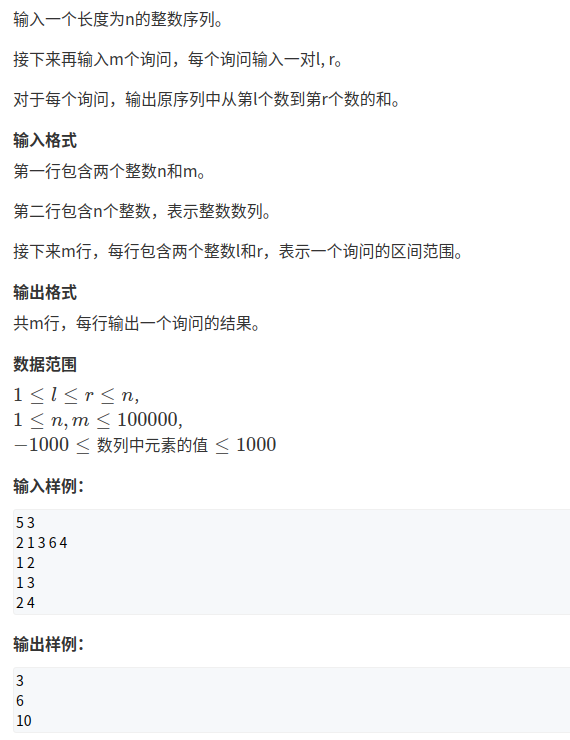 输入一个长度为n的整数序列。
接下来再输入m个询问，每个询问输入一对l, r。
对于每个询问，输出原序列中从第l个数到第r个数的和。
输入格式
第一行包含两个整数n和m。
第二行包含n个整数，表示整数数列。
接下来m行，每行包含两个整数l和r，表示一个询问的区间范围。
输出格式
共m行，每行输出一个询问的结果。
数据范围
1 ≤ l ≤ r ≤ n,
1 ≤ n, m ≤ 100000,
−1000 ≤ 数列中元素的值 ≤ 1000
输入样例：
5 3
2 1 3 6 4
1 2
1 3
2 4
输出样例：
3
6
10